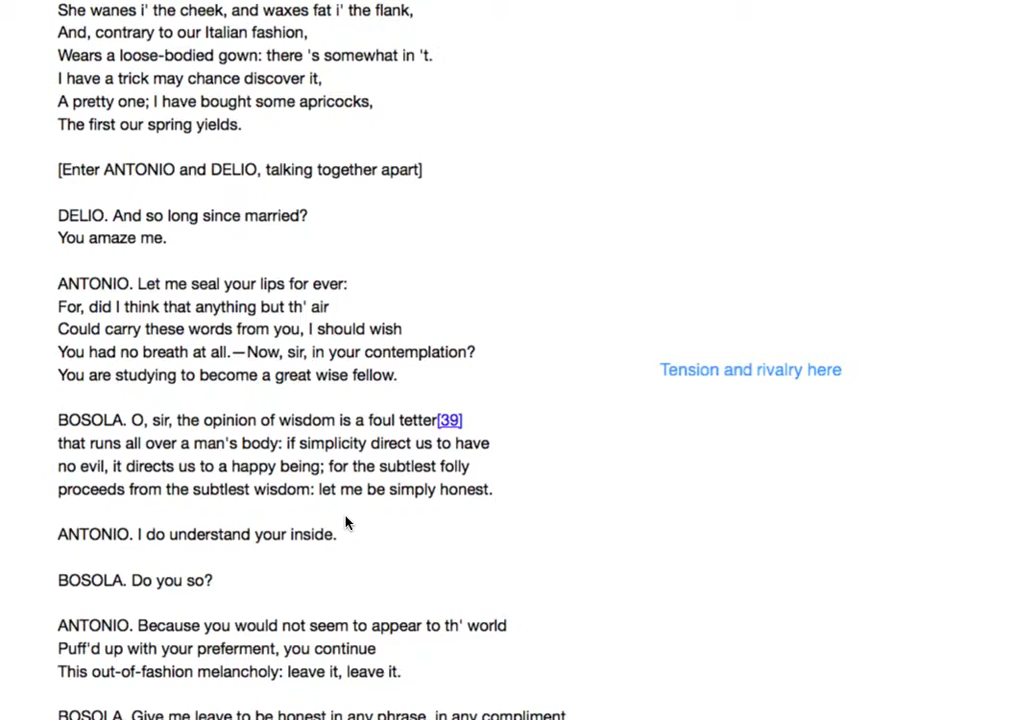 She wanes i' the cheek, and waxes fat i' the flank,
And, contrary to our Italian fashion,
Wears a loose-bodied gown: there 's somewhat in 't.
I have a trick may chance discover it,
A pretty one; I have bought some apricocks,
The first our spring yields.
[Enter ANTONIO and DELIO, talking together apart]
DELIO. And so long since married?
You amaze me.
ANTONIO. Let me seal your lips for ever:
For, did I think that anything but th' air
Could carry these words from you, I should wish
You had no breath at all.—Now, sir, in your contemplation?
You are studying to become a great wise fellow.
Tension and rivalry here
BOSOLA. O, sir, the opinion of wisdom is a foul tetter[39]
that runs all over a man's body: if simplicity direct us to have
no evil, it directs us to a happy being; for the subtlest folly
proceeds from the subtlest wisdom: let me be simply honest.
ANTONIO. I do understand your inside.
BOSOLA. Do you so?
ANTONIO. Because you would not seem to appear to th' world
Puff'd up with your preferment, you continue
This out-of-fashion melancholy: leave it, leave it.
BOSOLA. Give me leave to be honest in any phrase, in any compliment